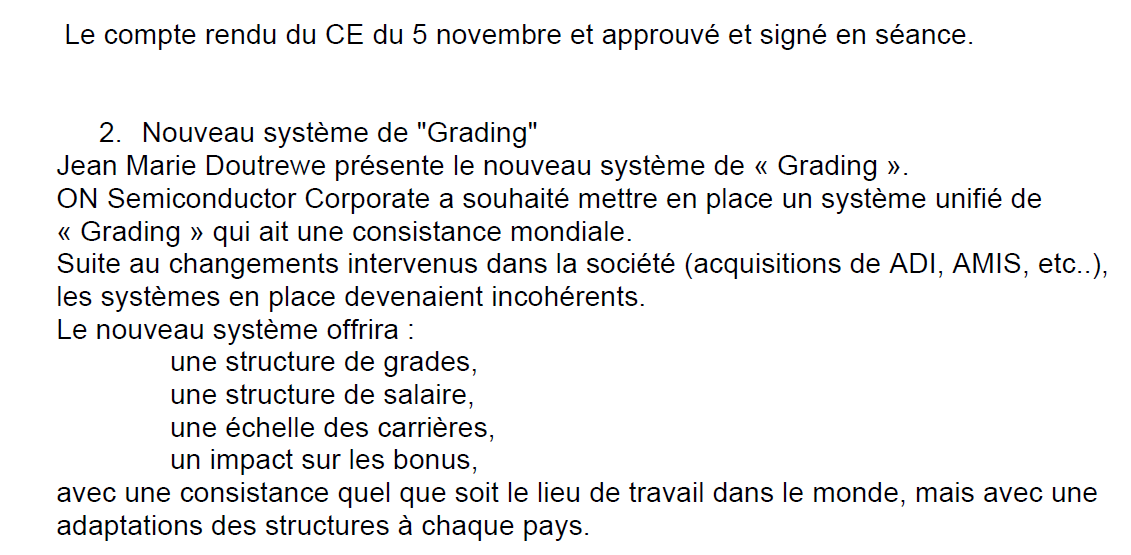 Le compte rendu du CE du 5 novembre et approuvé et signé en séance.
2. Nouveau système de "Grading"
Jean Marie Doutrewe présente le nouveau système de « Grading ».
ON Semiconductor Corporate a souhaité mettre en place un système unifié de
« Grading » qui ait une consistance mondiale.
Suite au changements intervenus dans la société (acquisitions de ADI, AMIS, etc..),
les systèmes en place devenaient incohérents.
Le nouveau système offrira :
une structure de grades,
une structure de salaire,
une échelle des carrières,
un impact sur les bonus,
avec une consistance quel que soit le lieu de travail dans le monde, mais avec une
adaptations des structures à chaque pays.